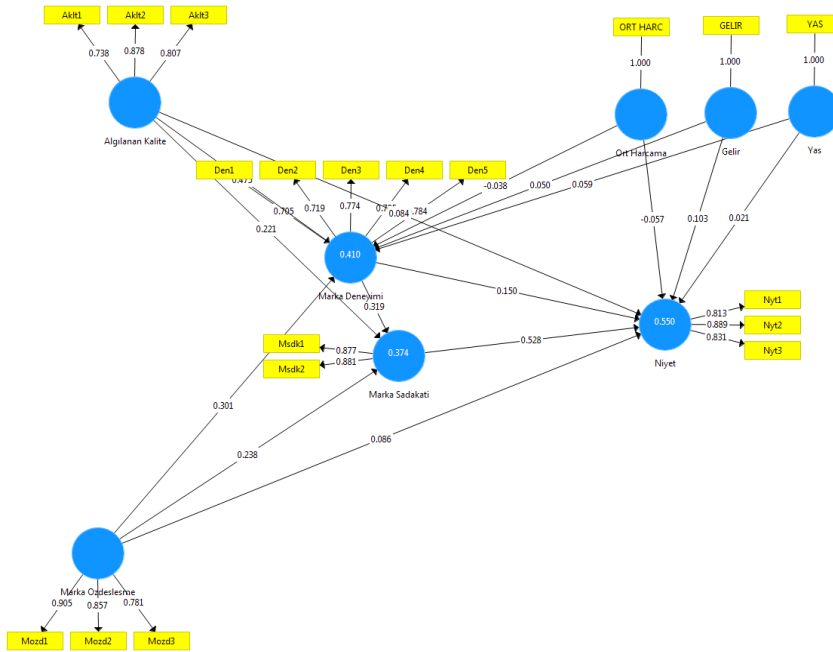 Aklt1 Aklt2 Aklt3
ORT HARC GELIR YAS
0.738 0.878 0.807
1.000 1.000 1.000
Algılanan Kalite
Ort Harcama Gelir Yas
Den1 Den2 Den3 Den4 Den5
0.705 0.719 0.774 0.084
-0.038 0.050 0.059
0.221
-0.057 0.103 0.021
0.410
Marka Deneyimi
0.319
0.150
Nyt1
0.813
0.550
0.889
Nyt2
0.831
Nyt3
Niyet
Msdk1
0.877
0.374
0.528
Msdk2
0.881
Marka Sadakati
0.301
0.086
0.238
Marka Ozdeslesme
0.905 0.857 0.781
Mozd1 Mozd2 Mozd3